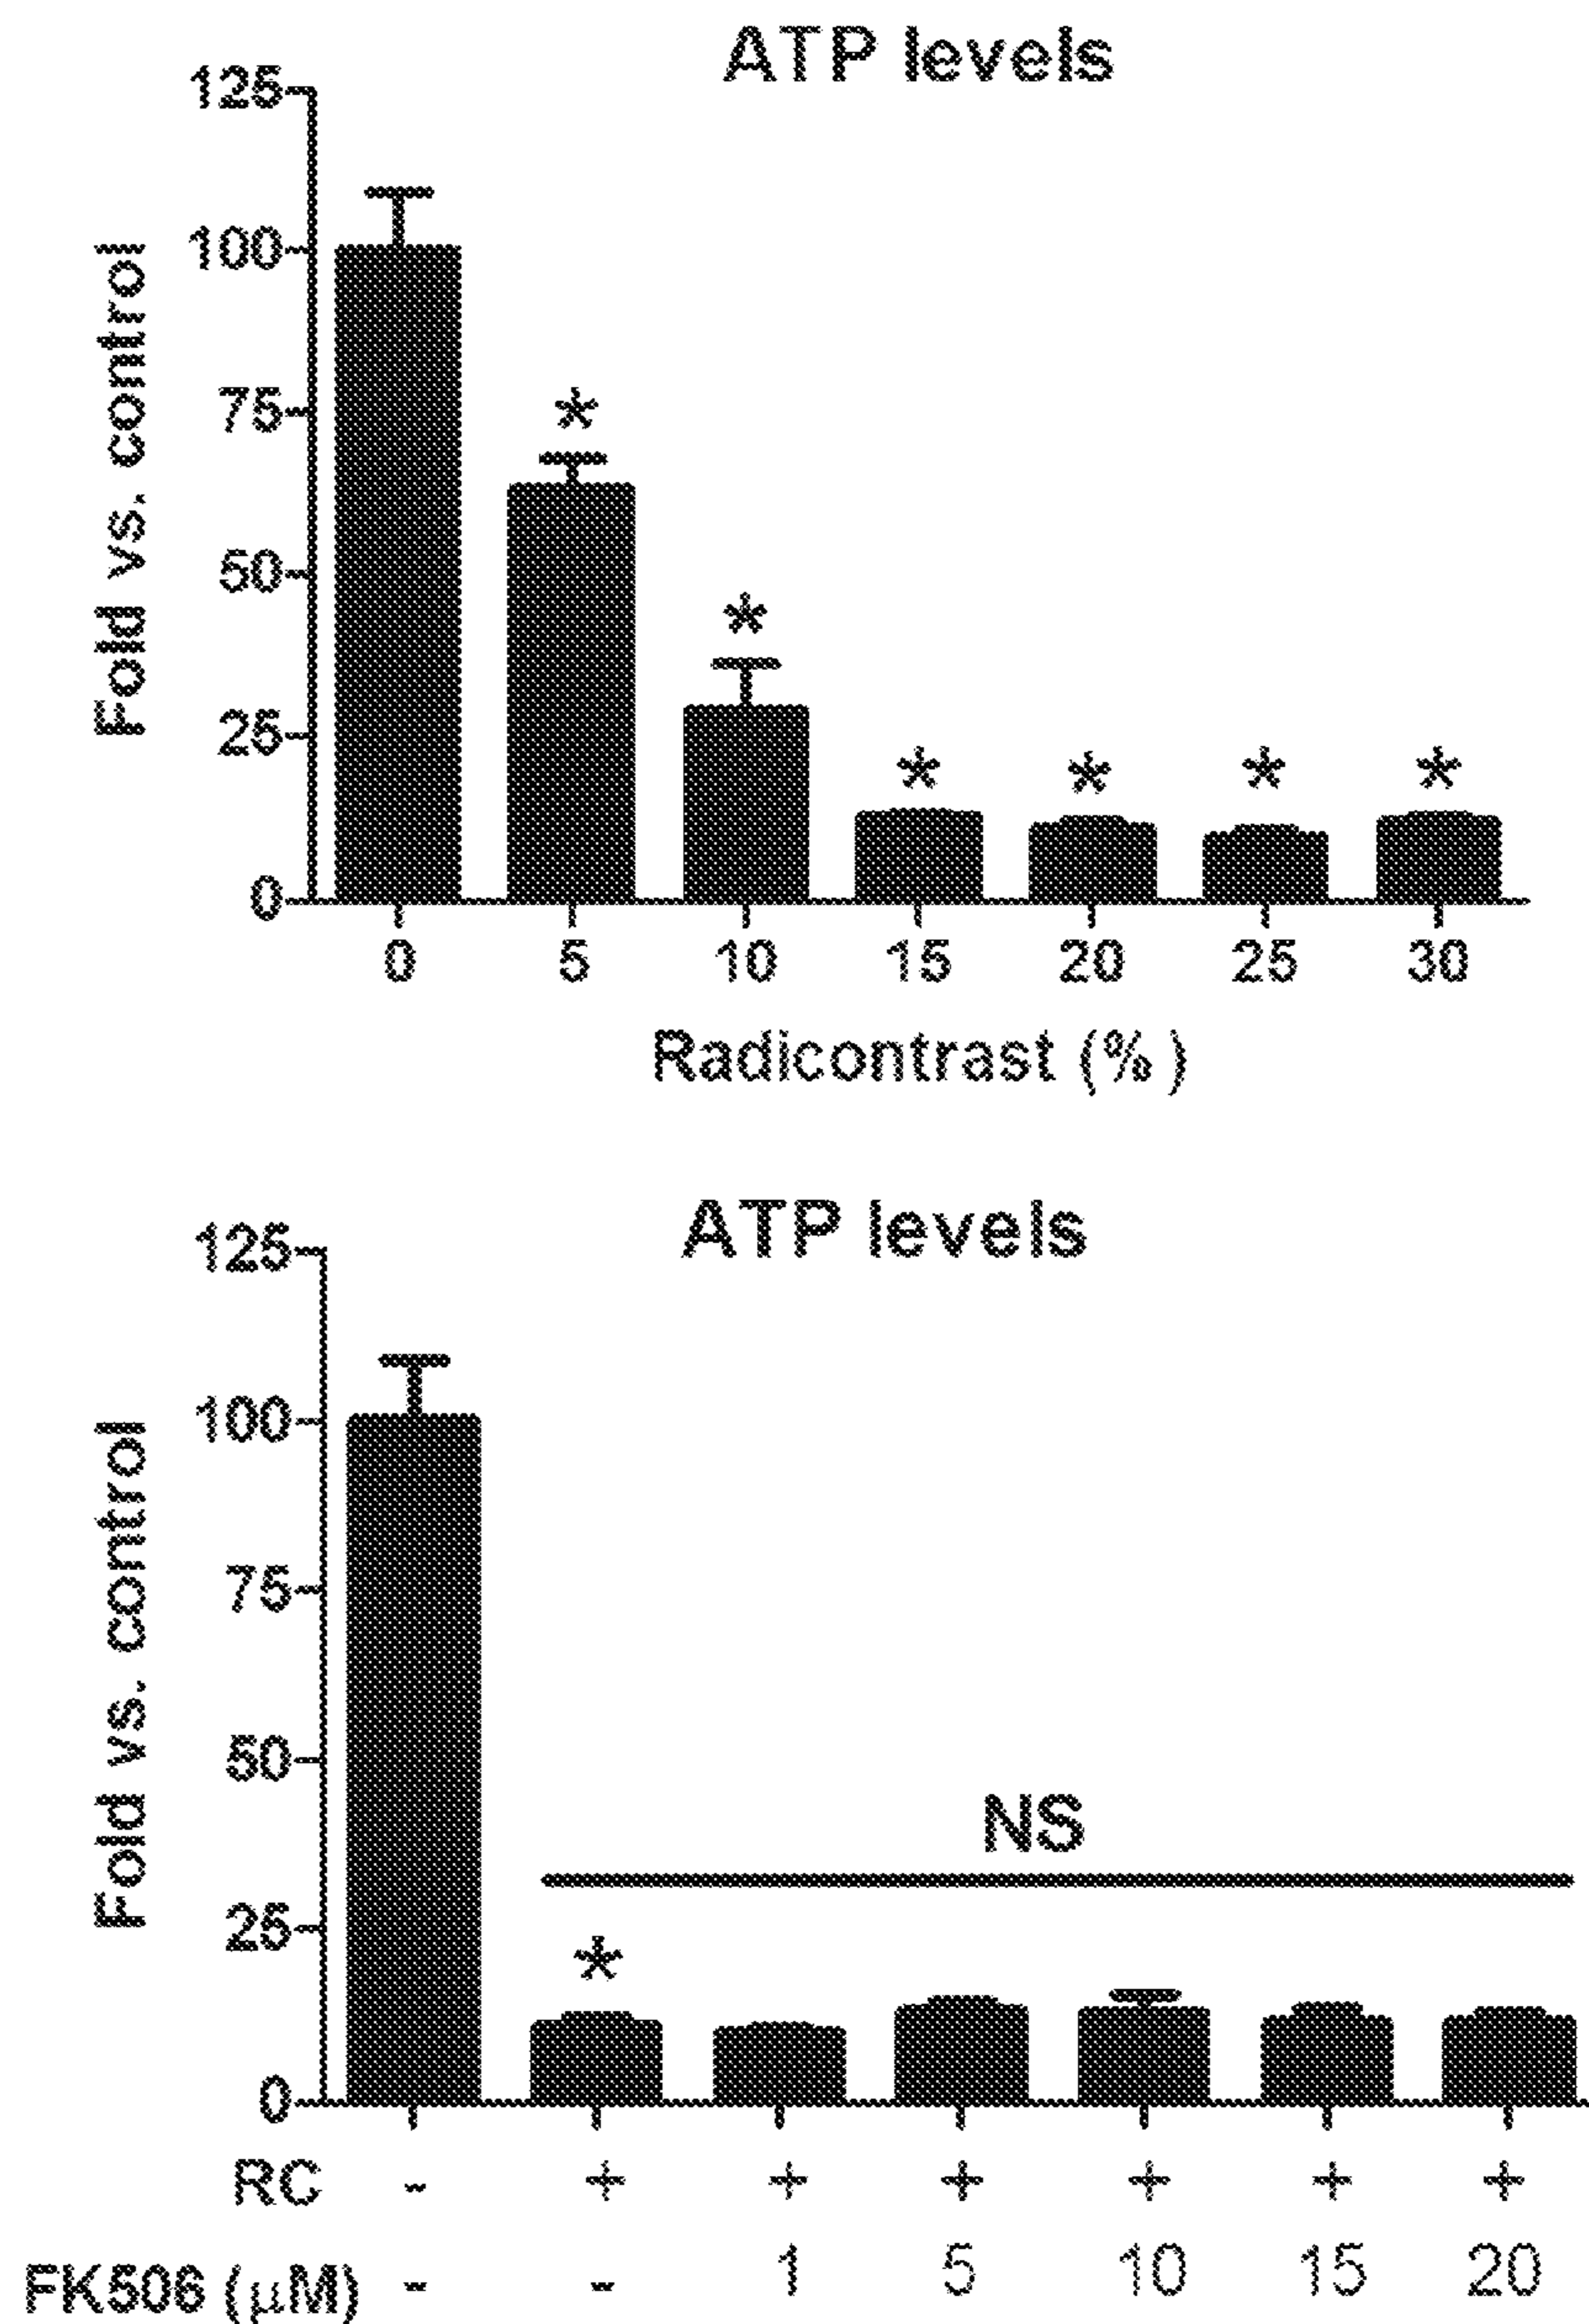 ATP levels
125
100
75
50
25
0
Fold vs. control
*
*
* * * *
0 5 10 15 20 25 30
Radicontrast (%)
ATP levels
125
100
75
50
25
0
Fold vs. control
NS
*
RC - + + + + + +
FK506 (μM) - - 1 5 10 15 20